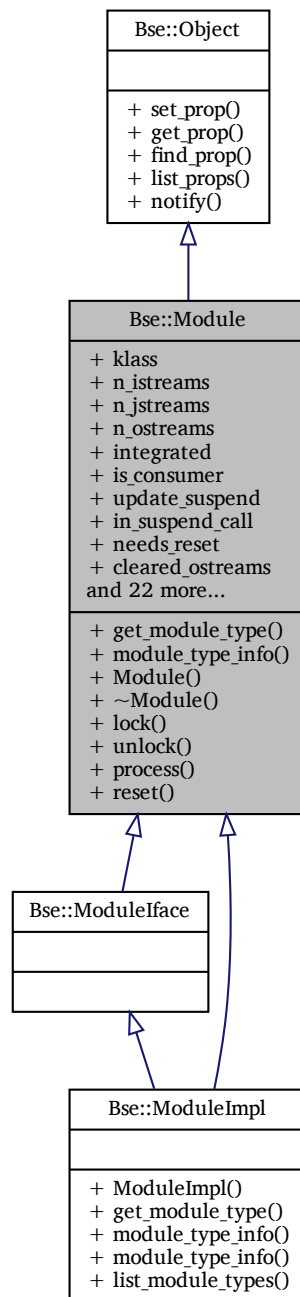 Bse::Object
+ set_prop()
+ get_prop()
+ find_prop()
+ list_props()
+ notify()
Bse::Module
+ klass
+ n_istreams
+ n_jstreams
+ n_ostreams
+ integrated
+ is_consumer
+ update_suspend
+ in_suspend_call
+ needs_reset
+ cleared_ostreams
and 22 more...
+ get_module_type()
+ module_type_info()
+ Module()
+ ~Module()
+ lock()
+ unlock()
+ process()
+ reset()
Bse::ModuleIface
Bse::ModuleImpl
+ ModuleImpl()
+ get_module_type()
+ module_type_info()
+ module_type_info()
+ list_module_types()